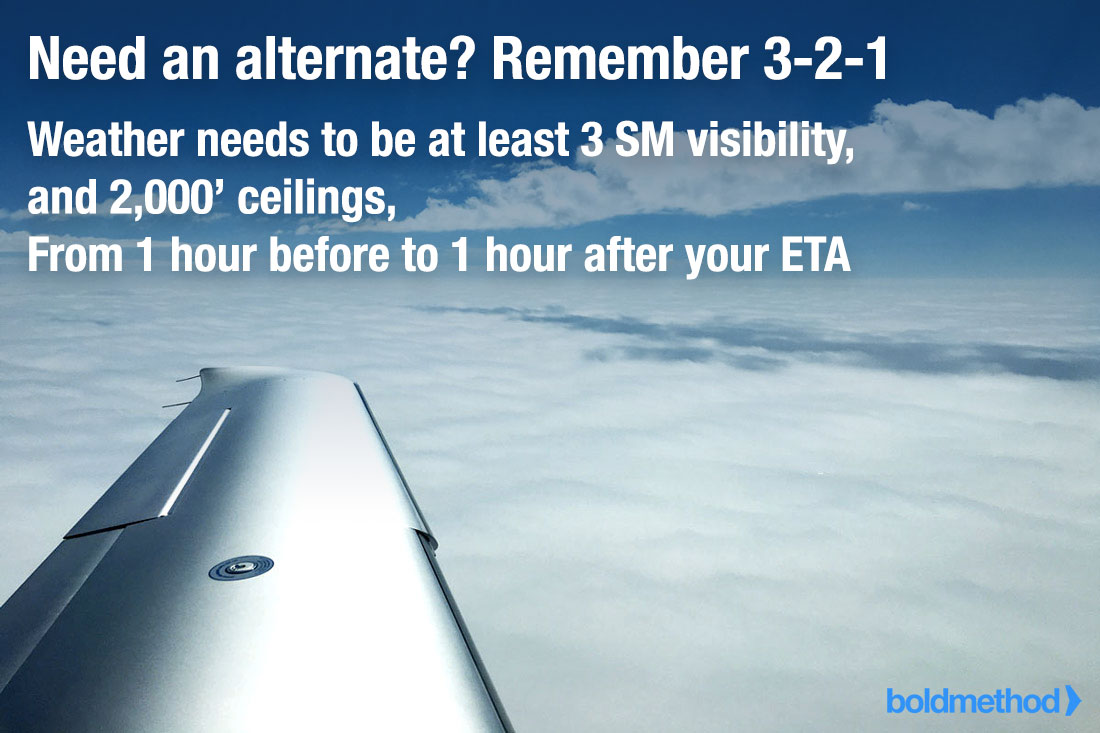 Need an alternate? Remember 3-2-1
Weather needs to be at least 3 SM visibility,
and 2,000’ ceilings,
From 1 hour before to 1 hour after your ETA
boldmethod